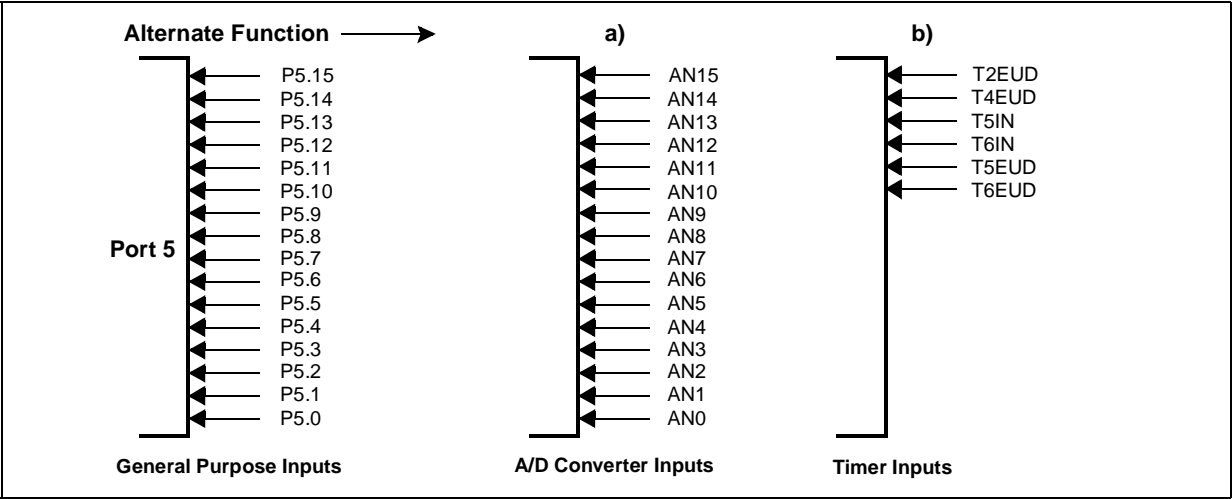 Alternate Function a) b)
P5.15 AN15 T2EUD
P5.14 AN14 T4EUD
P5.13 AN13 T5IN
P5.12 AN12 T6IN
P5.11 AN11 T5EUD
P5.10 AN10 T6EUD
P5.9 AN9
P5.8 AN8
Port 5
P5.7 AN7
P5.6 AN6
P5.5 AN5
P5.4 AN4
P5.3 AN3
P5.2 AN2
P5.1 AN1
P5.0 AN0
General Purpose Inputs A/D Converter Inputs Timer Inputs